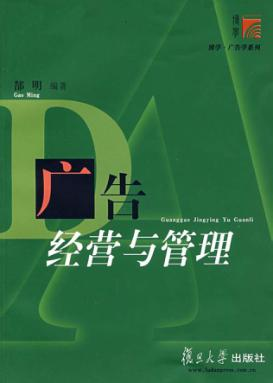 博学
博学·广告学系列
郜明 编著
Gao Ming
DA
广告
Guanggao Jingying Yu Guanli
经营与管理
复旦大学出版社
www.fudanpress.com.cn